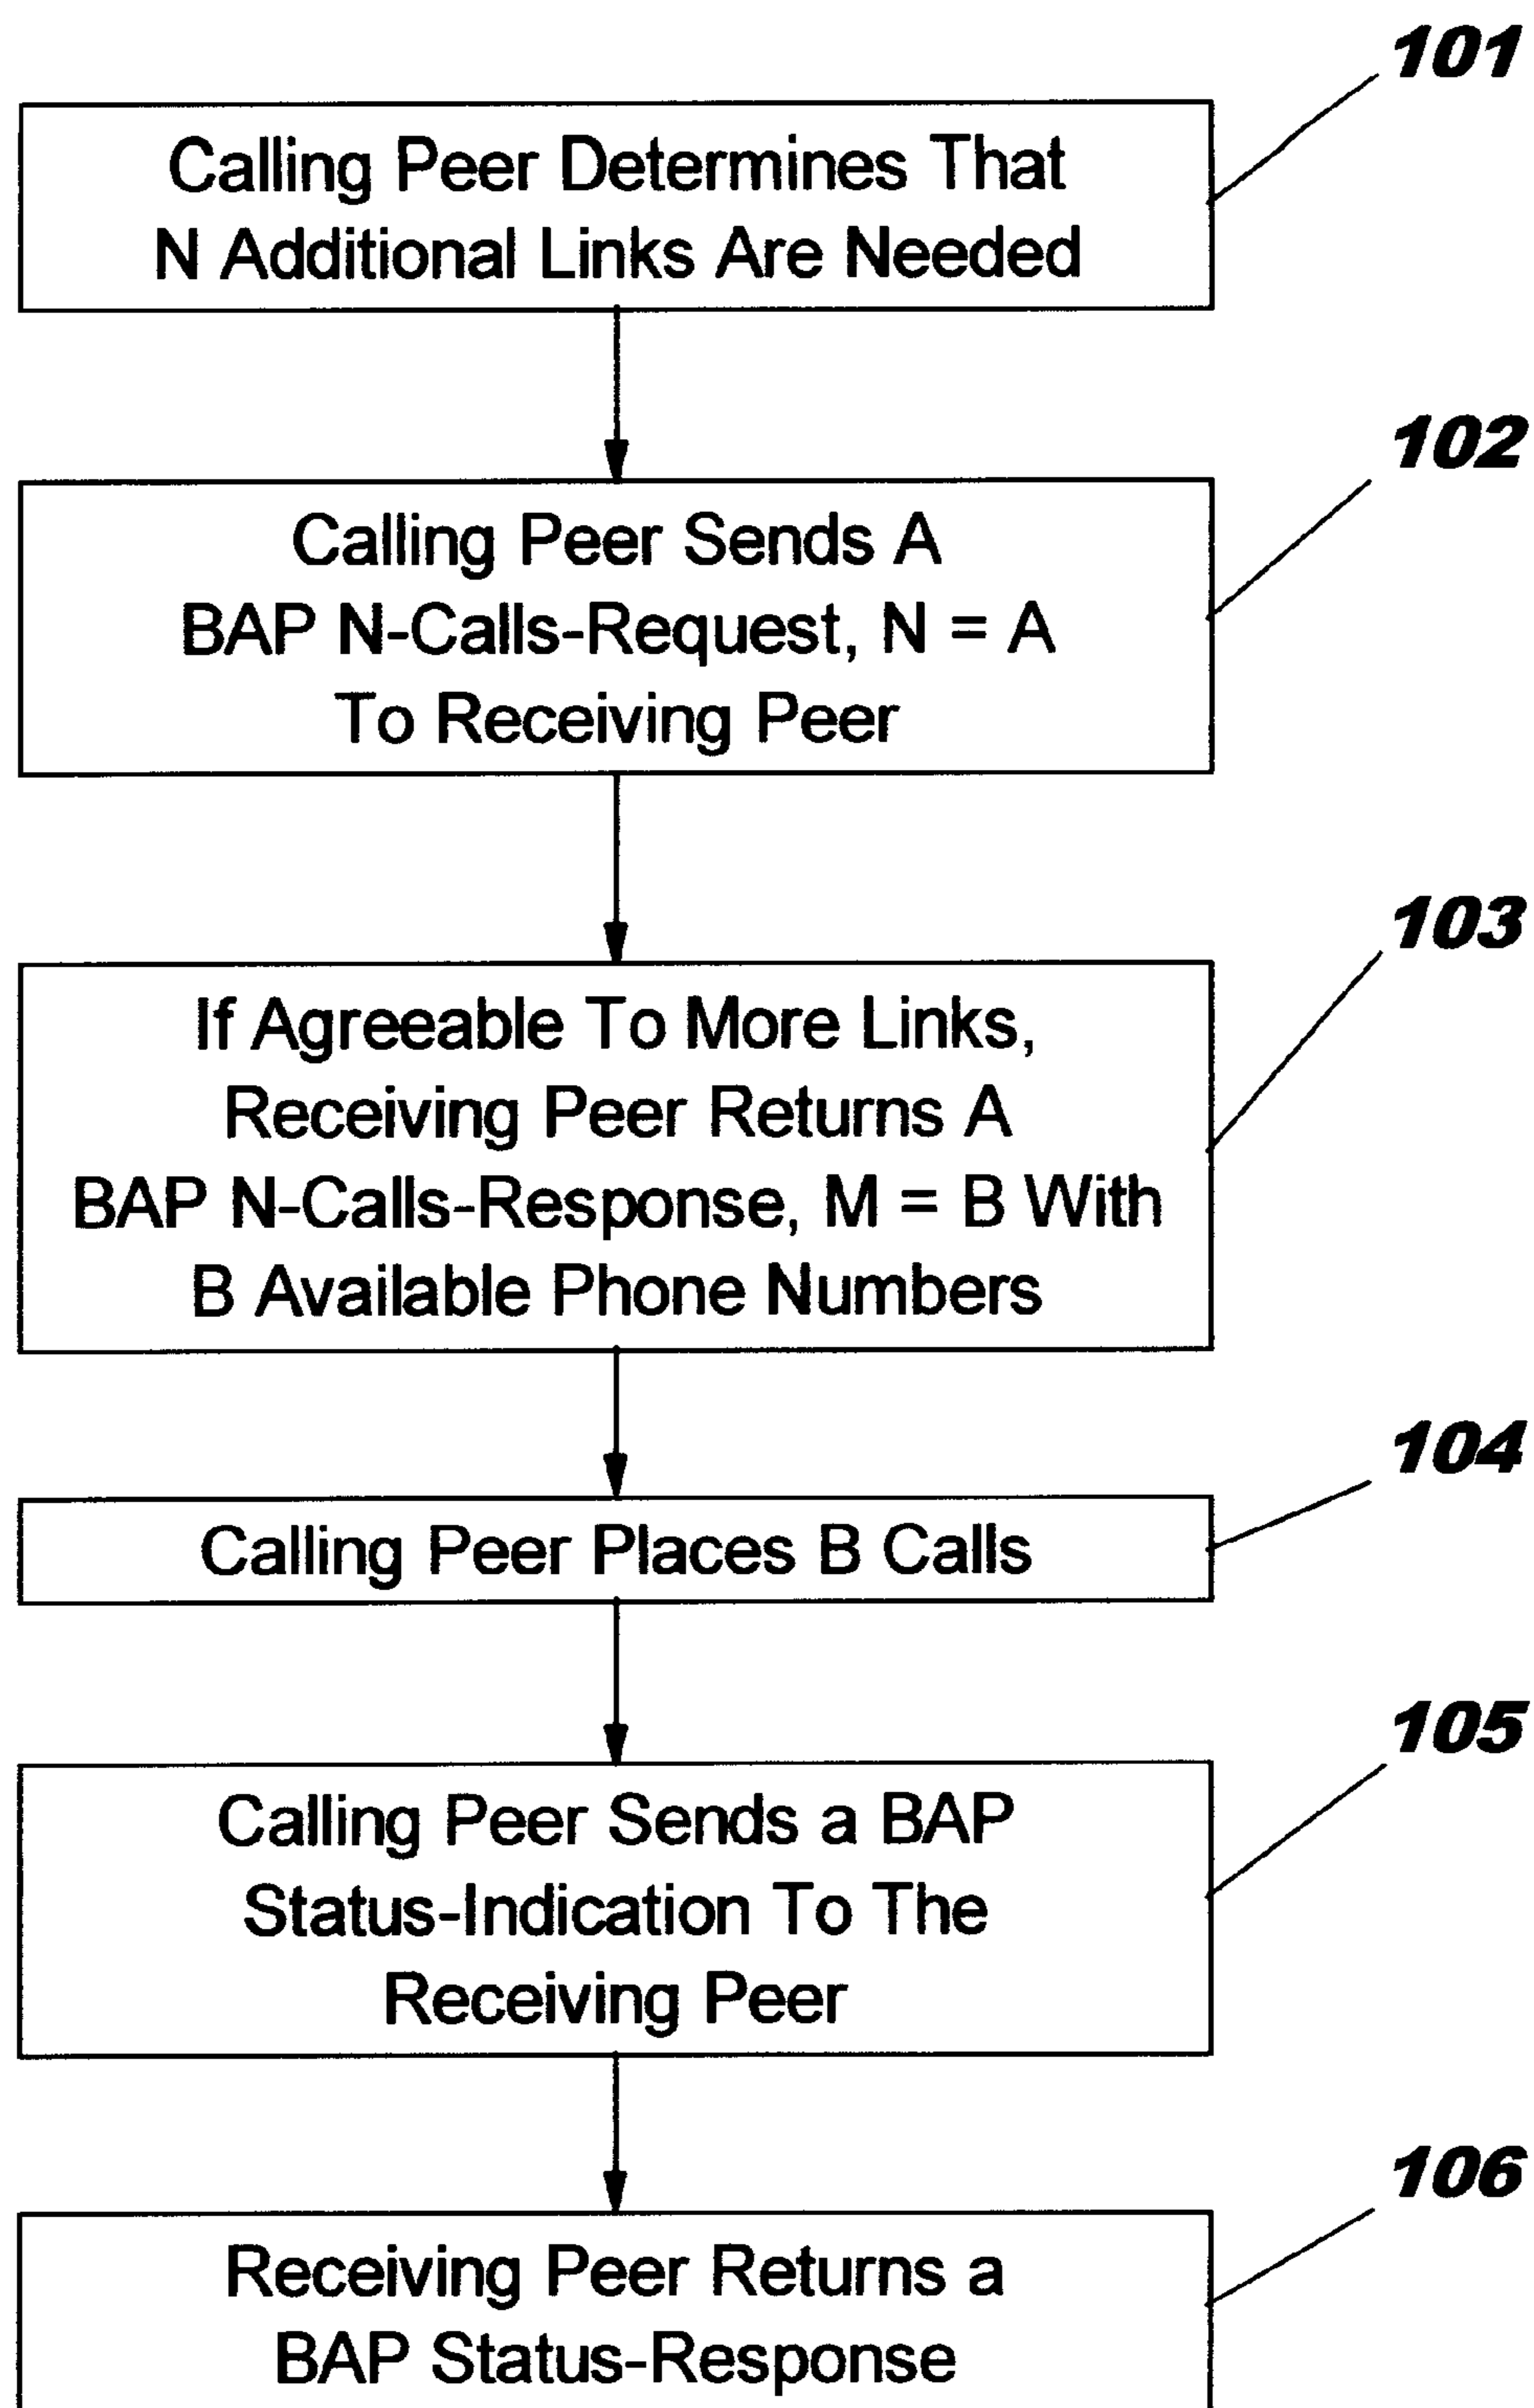 101
Calling Peer Determines That
N Additional Links Are Needed
102
Calling Peer Sends A
BAP N-Calls-Request, N = A
To Receiving Peer
103
If Agreeable To More Links,
Receiving Peer Returns A
BAP N-Calls-Response, M = B With
B Available Phone Numbers
104
Calling Peer Places B Calls
105
Calling Peer Sends a BAP
Status-Indication To The
Receiving Peer
106
Receiving Peer Returns a
BAP Status-Response